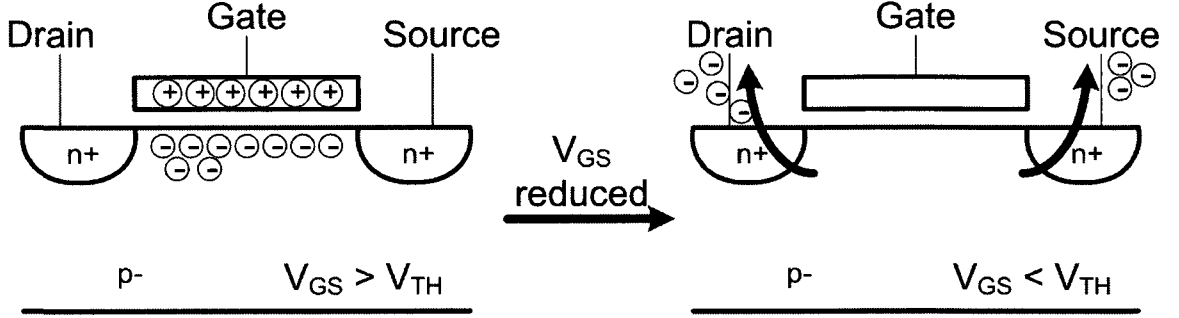 Drain Gate Source
+ + + + + +
- - - - - - -
- -
n+ n+
p- VGS > VTH
VGS
reduced
Drain Gate Source
- - - - - - -
n+ n+
p- VGS < VTH